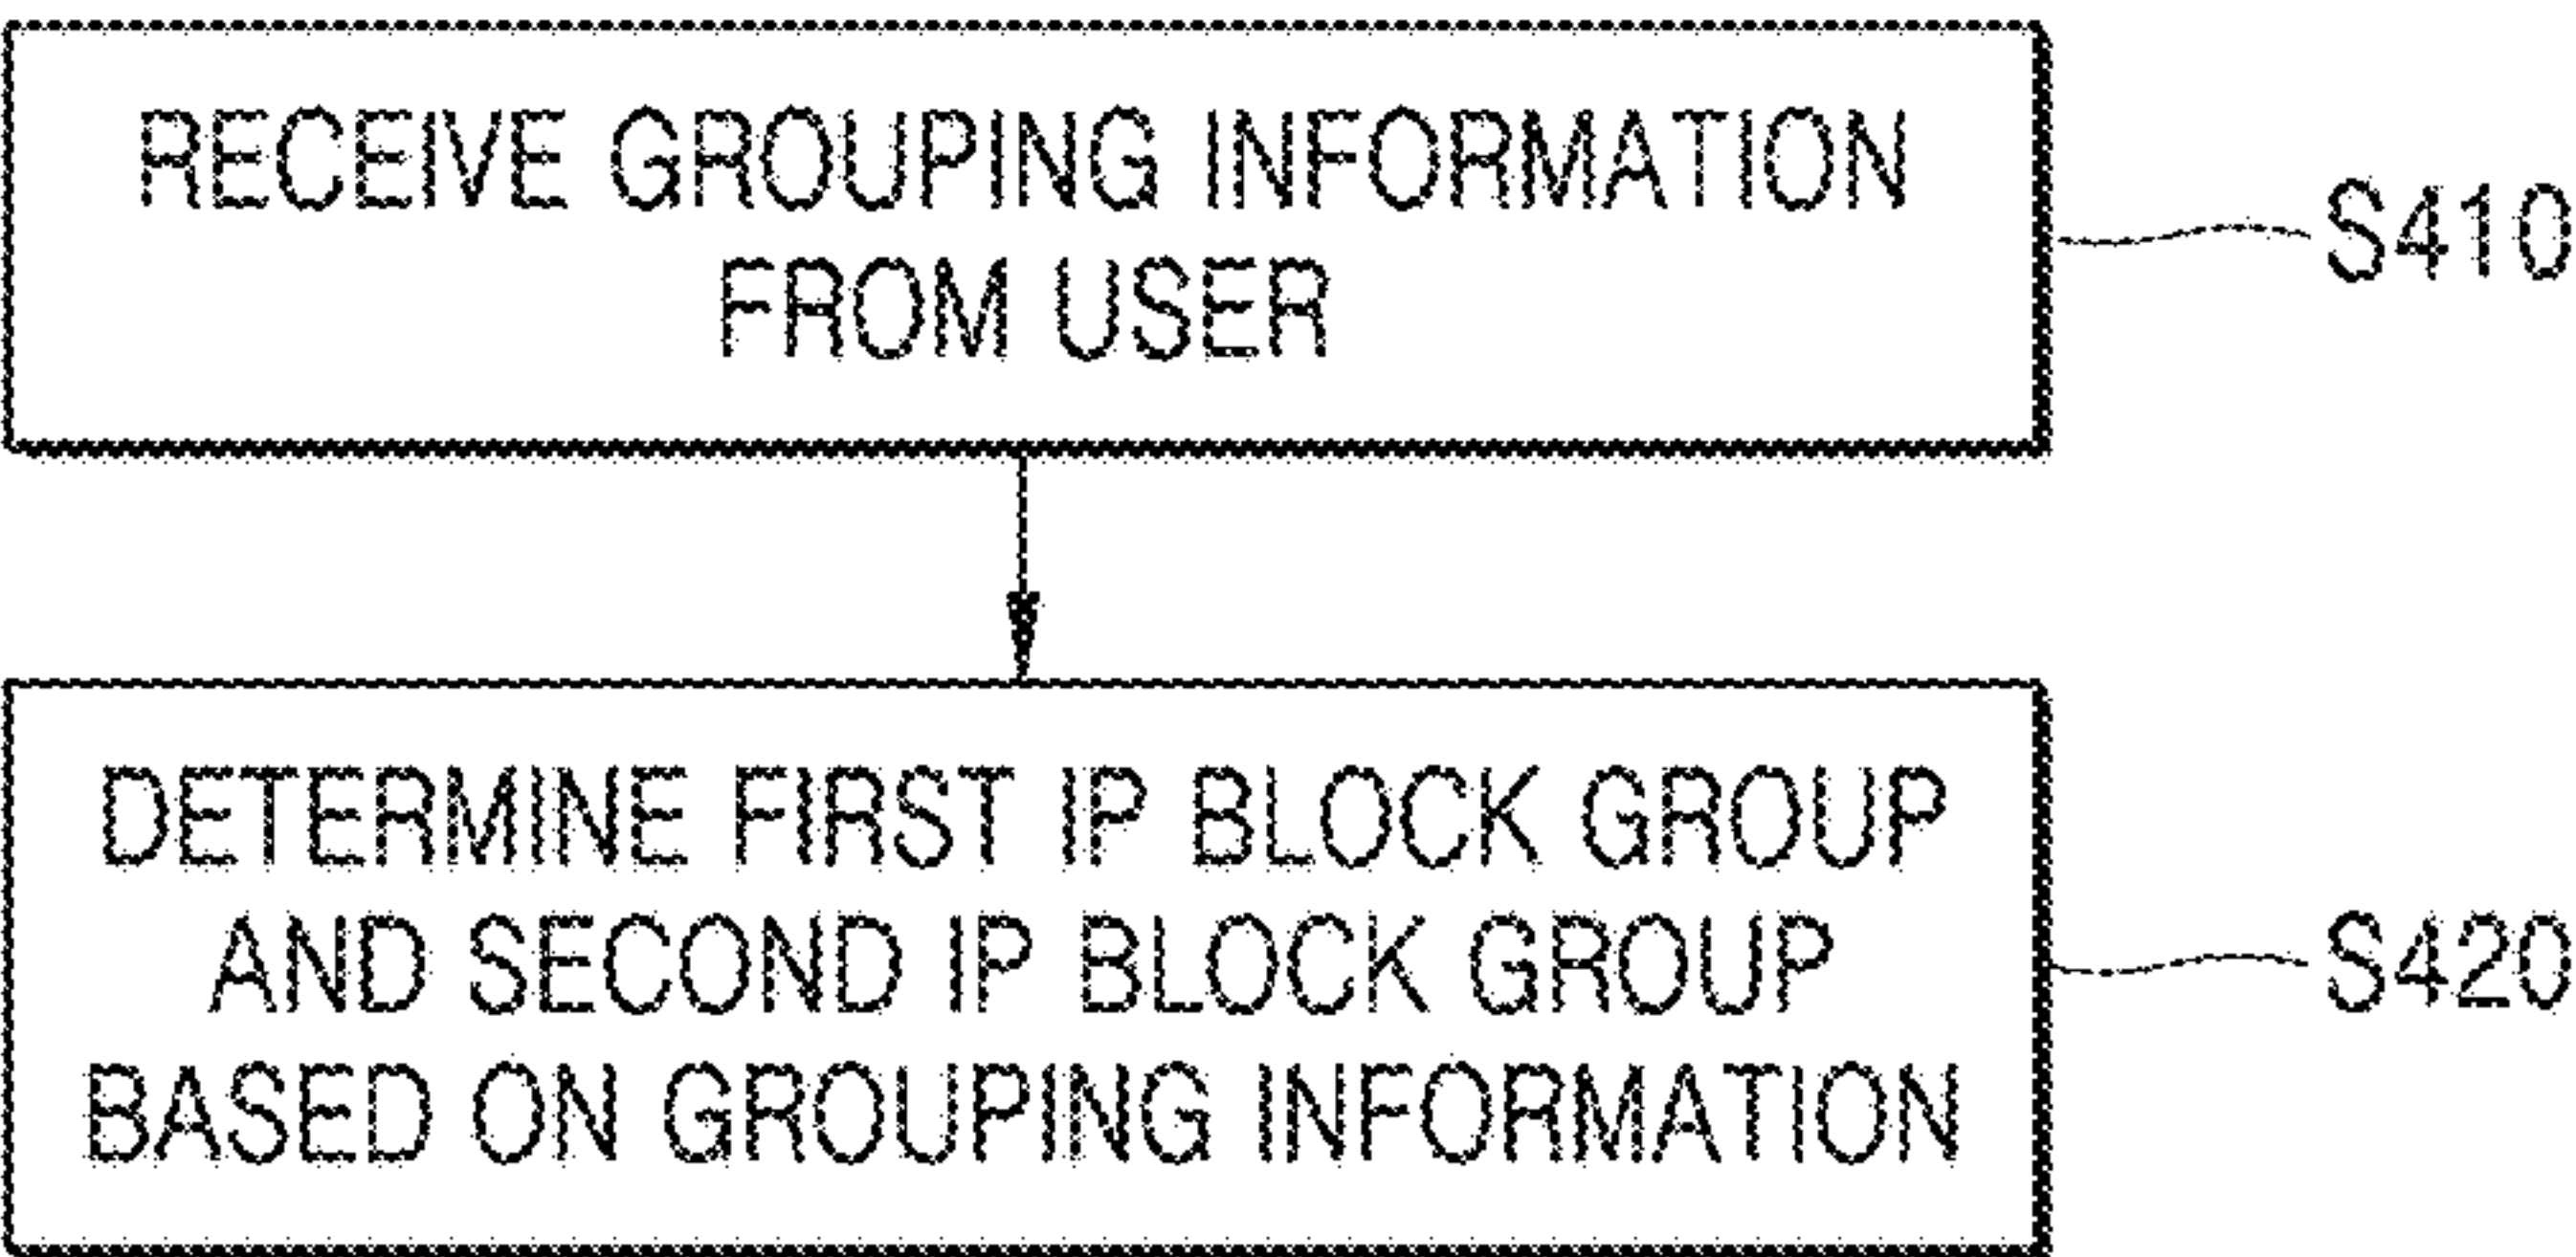 RECEIVE GROUPING INFORMATION
FROM USER
S410
DETERMINE FIRST IP BLOCK GROUP
AND SECOND IP BLOCK GROUP
BASED ON GROUPING INFORMATION
S420